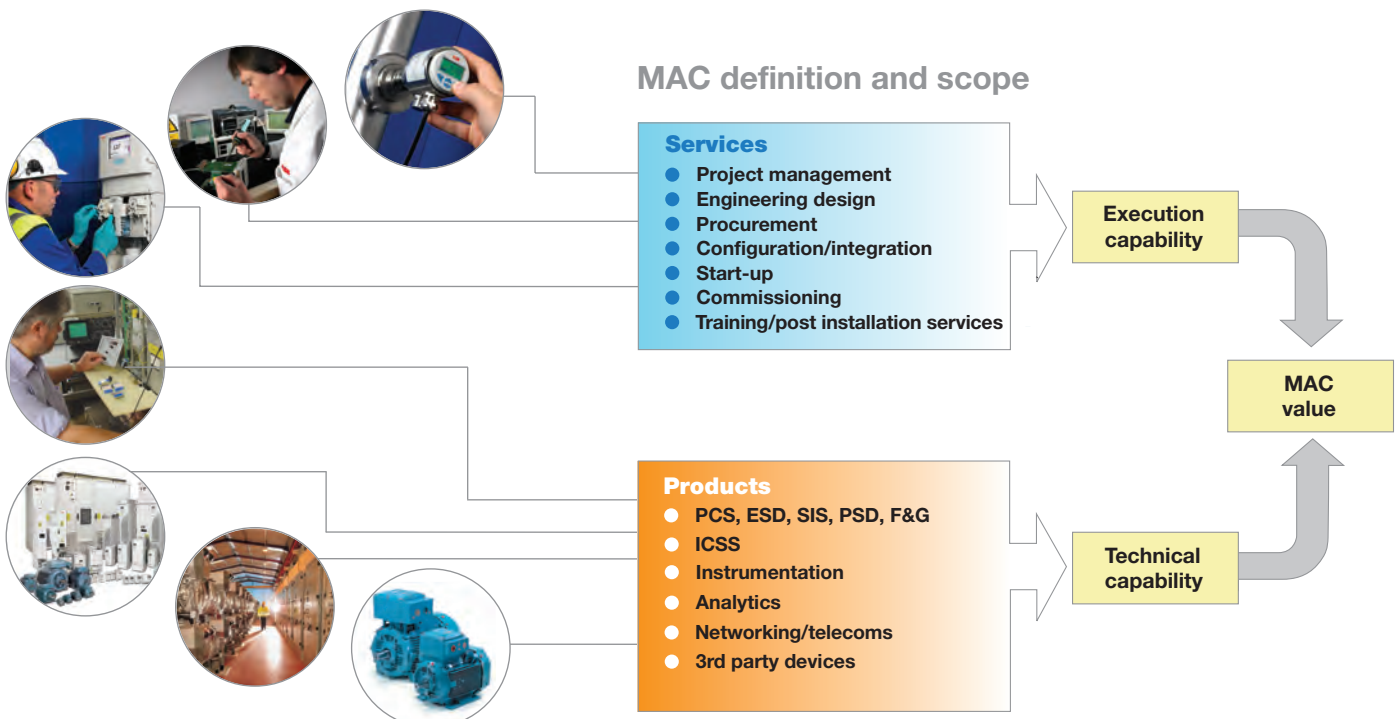 MAC definition and scope
Services
Project management
Engineering design
Procurement
Configuration/integration
Start-up
Commissioning
Training/post installation services
Execution
capability
MAC
value
Products
PCS, ESD, SIS, PSD, F&G
ICSS
Instrumentation
Analytics
Networking/telecoms
3rd party devices
Technical
capability